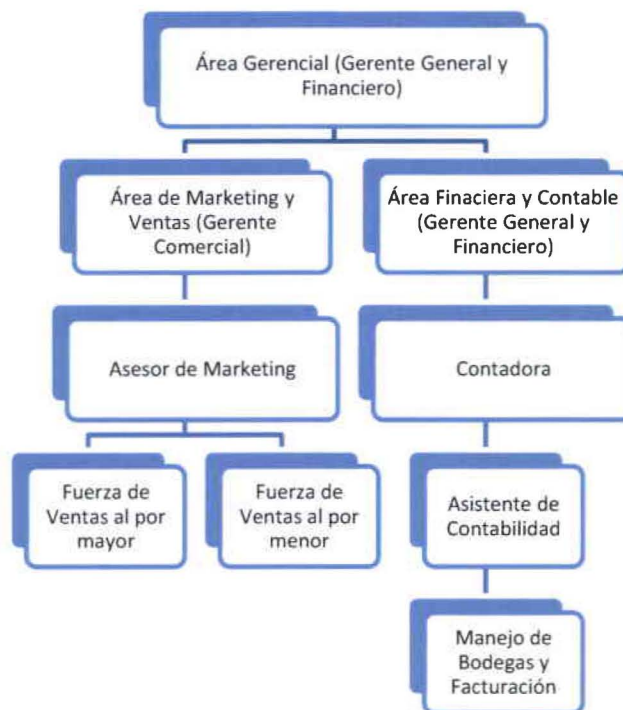 Área Gerencial (Gerente General y
Financiero)
Área de Marketing y
Ventas (Gerente
Comercial)
Área Finaciera y Contable
(Gerente General y
Financiero)
Asesor de Marketing
Contadora
Fuerza de
Ventas al por
mayor
Fuerza de
Ventas al por
menor
Asistente de
Contabilidad
Manejo de
Bodegas y
Facturación